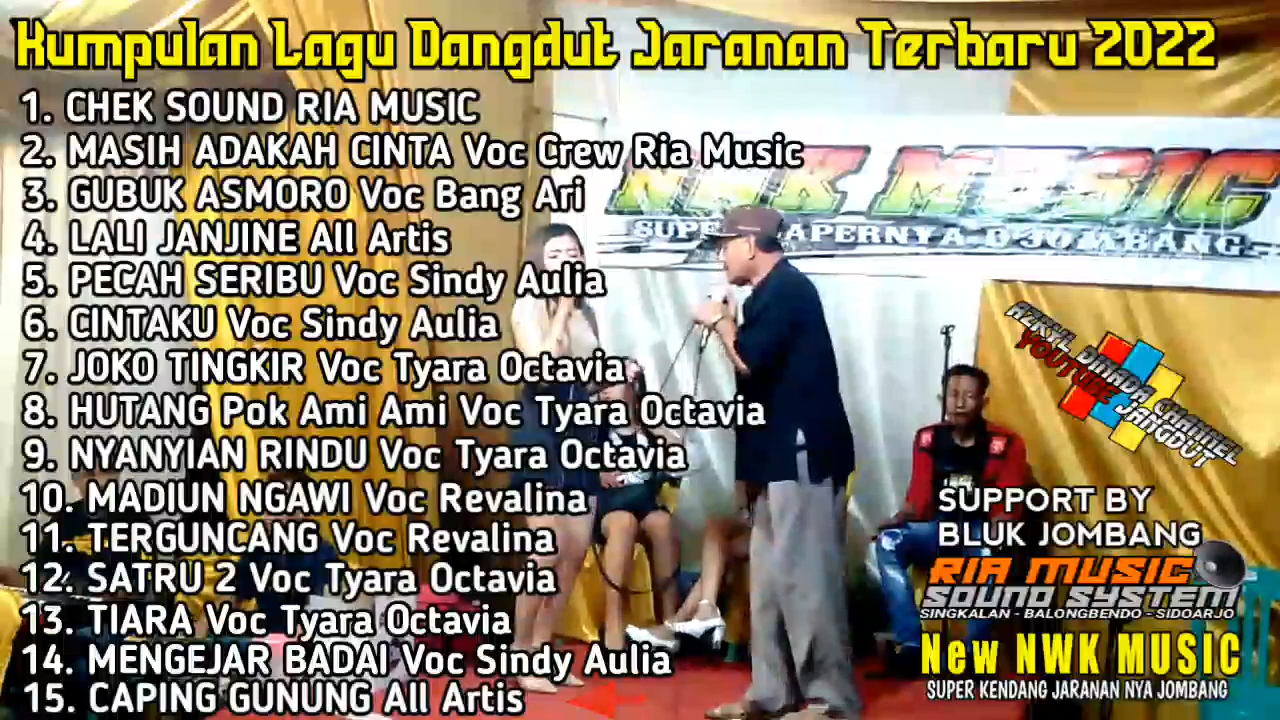 Kumpulan Lagu Dangdut Jaranan Terbaru 2022
1. CHEK SOUND RIA MUSIC
2. MASIH ADAKAH CINTA Voc Crew Ria Music
3. GUBUK ASMORO Voc Bang Ari
4. LALI JANJINE All Artis
5. PECAH SERIBU Voc Sindy Aulia
6. CINTAKU Voc Sindy Aulia
7. JOKO TINGKIR Voc Tyara Octavia
8. HUTANG Pok Ami Ami Voc Tyara Octavia
9. NYANYIAN RINDU Voc Tyara Octavia
10. MADIUN NGAWI Voc Revalina
11. TERGUNCANG Voc Revalina
12. SATRU 2 Voc Tyara Octavia
13. TIARA Voc Tyara Octavia
14. MENGEJAR BADAI Voc Sindy Aulia
15. CAPING GUNUNG All Artis
NWK MUSIC
DIMADA CHANNEL
YOUTUBE JANGDUT
SUPPORT BY
BLUK JOMBANG
RIA MUSIC
SOUND SYSTEM
SINGKALAN - BALONGBENDO - SIDOARJO
New NWK MUSIC
SUPER KENDANG JARANAN NYA JOMBANG